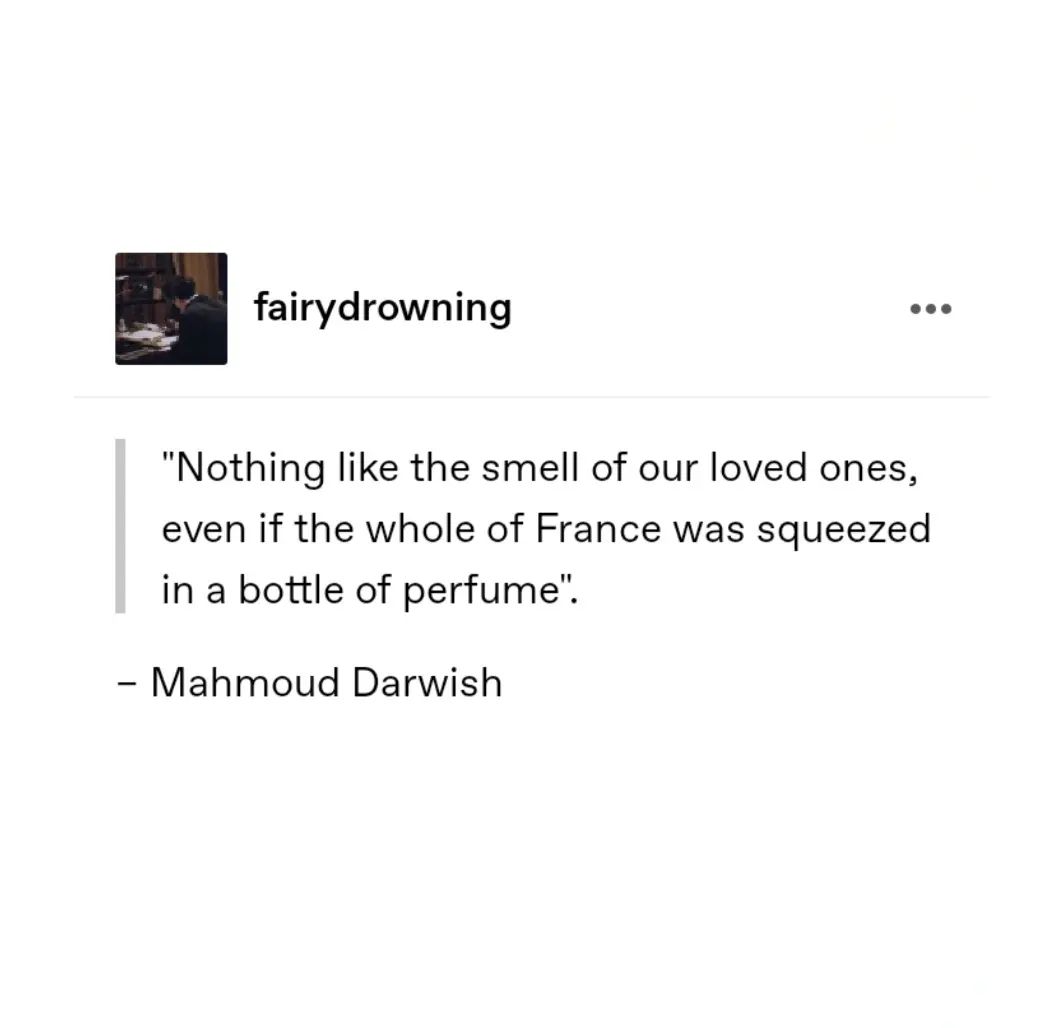 fairydrowning
"Nothing like the smell of our loved ones,
even if the whole of France was squeezed
in a bottle of perfume".
– Mahmoud Darwish